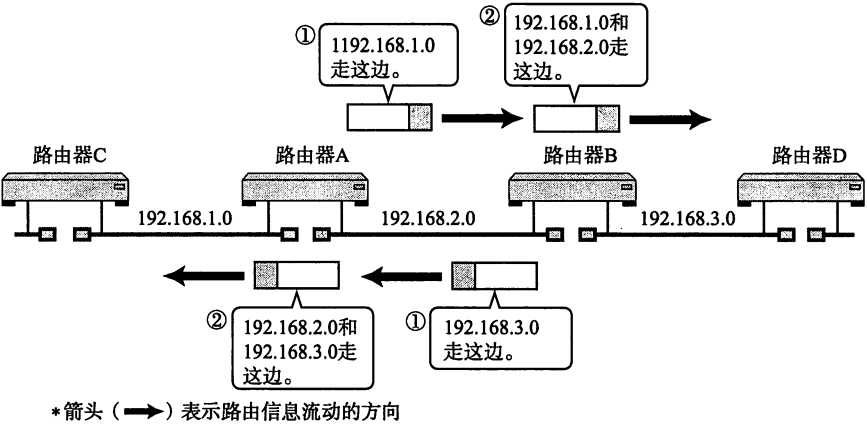 ①
1192.168.1.0
走这边。
②
192.168.1.0和
192.168.2.0走
这边。
路由器C
路由器A
路由器B
路由器D
192.168.1.0
192.168.2.0
192.168.3.0
②
192.168.2.0和
192.168.3.0走
这边。
①
192.168.3.0
走这边。
*箭头（）表示路由信息流动的方向